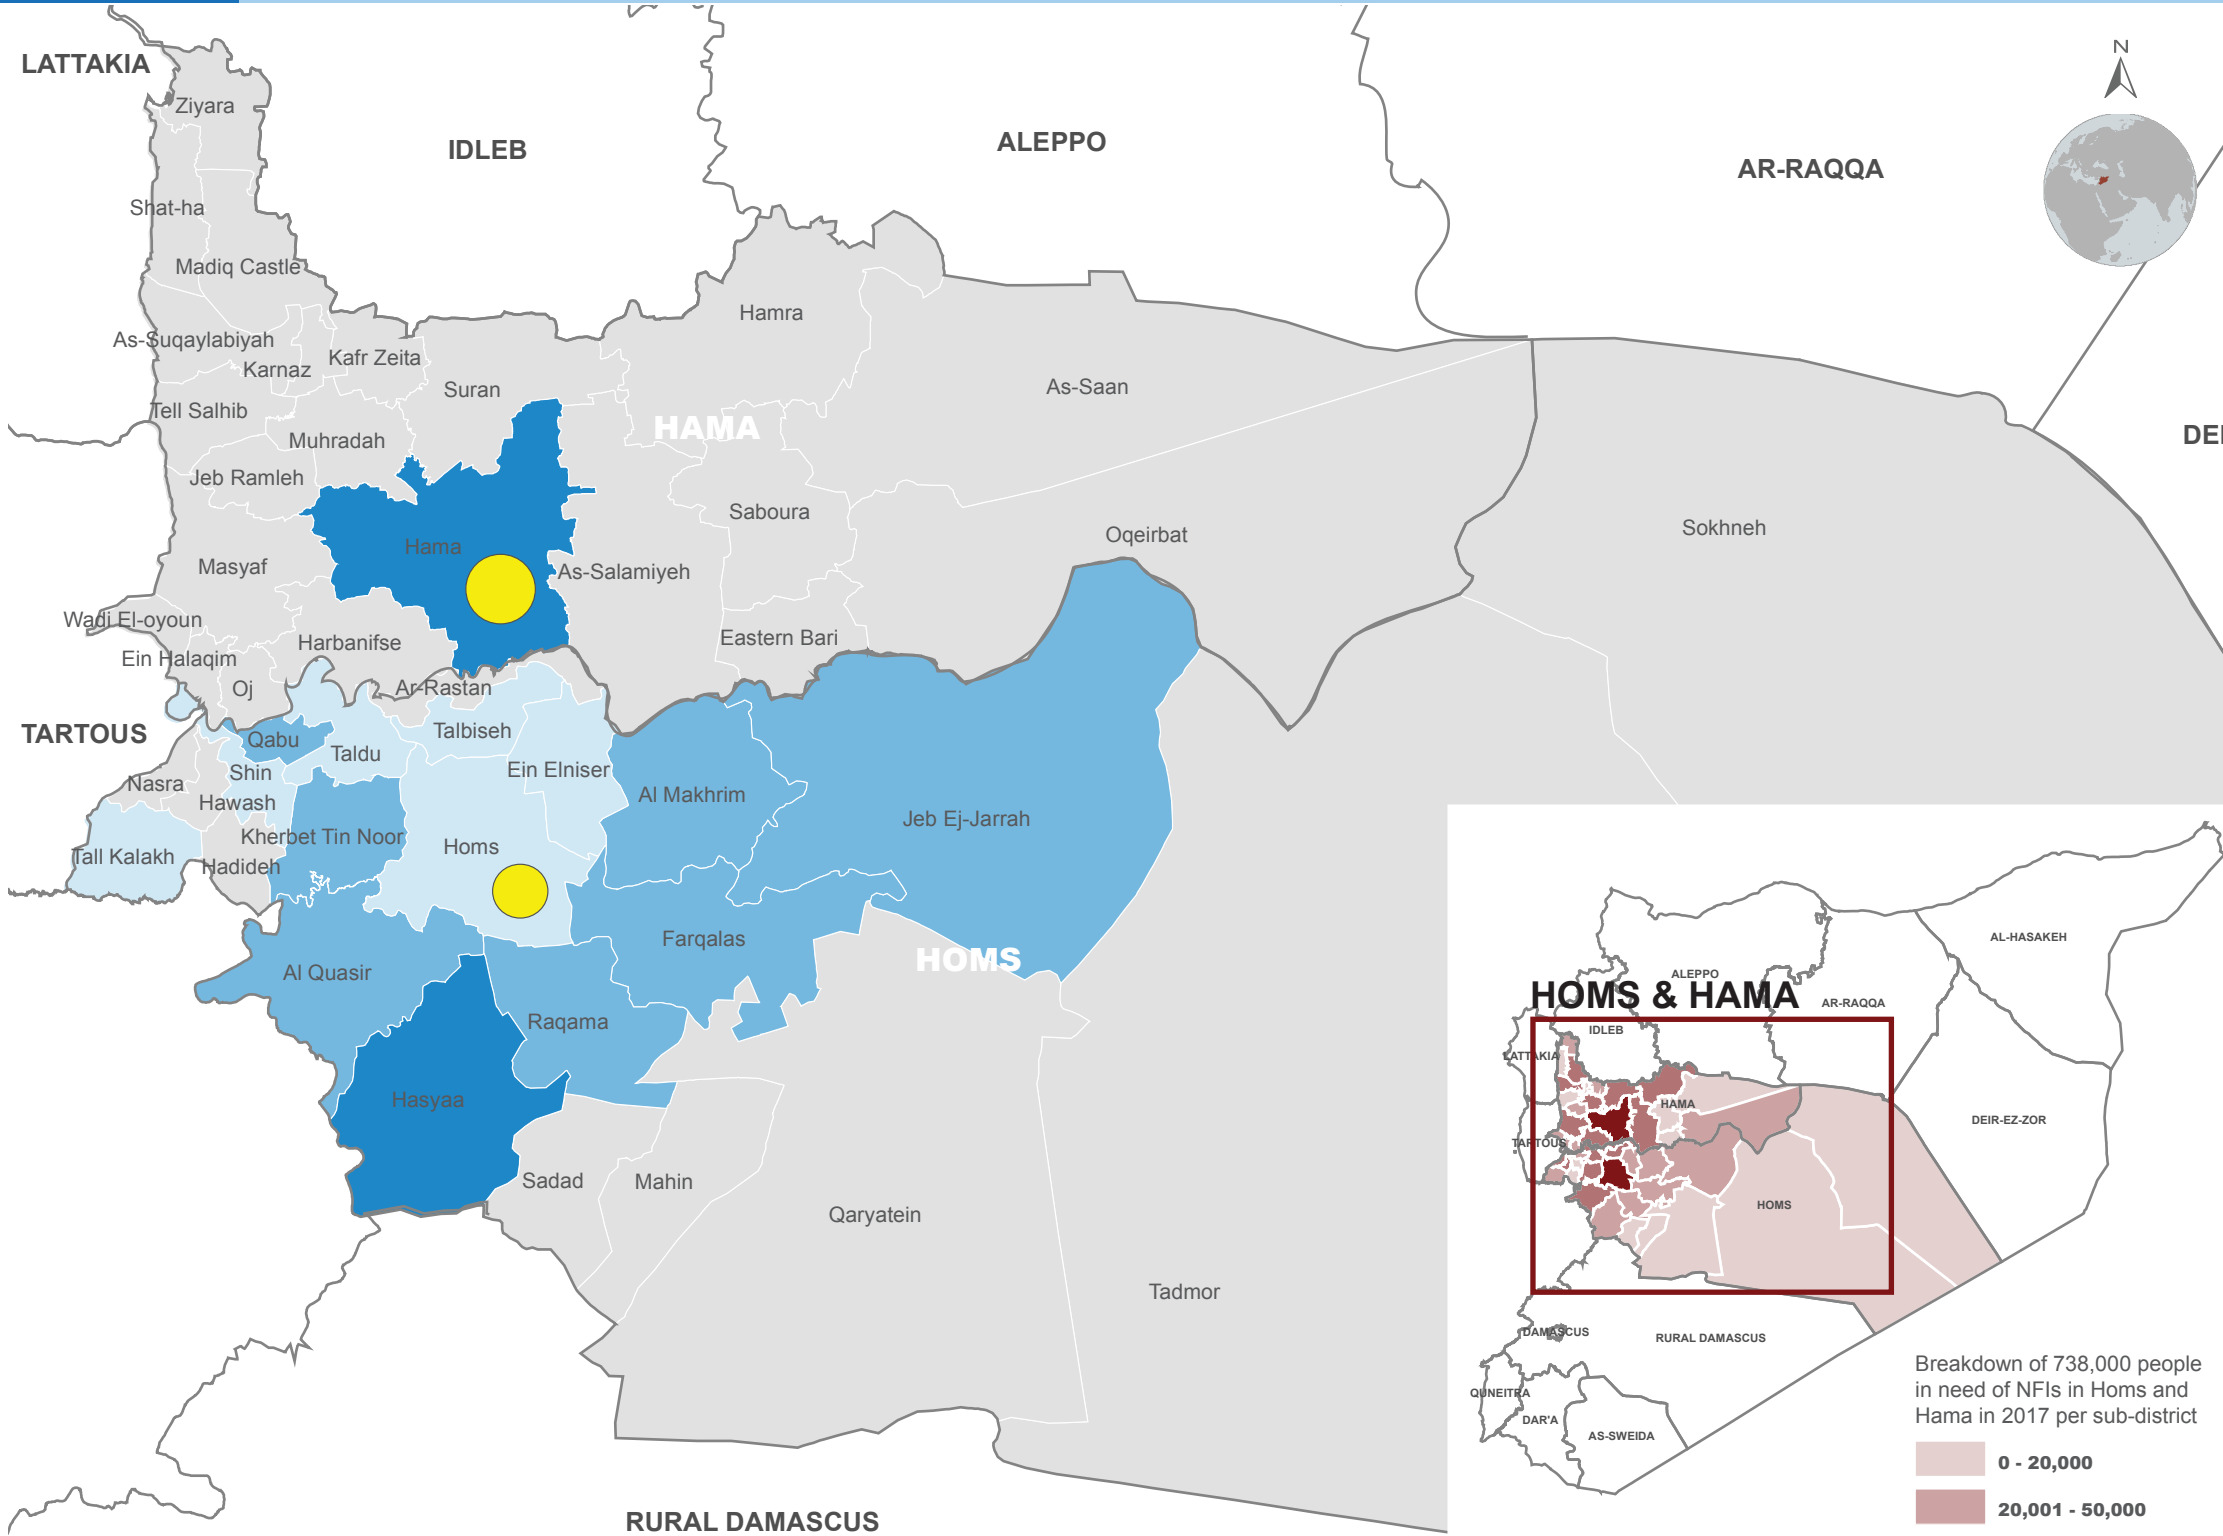 LATTAKIA
Ziyara
N
IDLEB
ALEPPO
AR-RAQQA
Shat-ha
Madiq Castle
Hamra
As-Suqaylabiyah
Kafr Zeita
Karnaz
Suran
As-Saan
Tell Salhib
HAMA
Muhradah
DEI
Jeb Ramleh
Saboura
Oqeirbat
Sokhneh
Hama
Masyaf
As-Salamiyeh
Wadi El-oyoun
Harbanifse
Eastern Bari
Ein Halaqim
Oj
Ar-Rastan
TARTOUS
Qabu
Talbiseh
Taldu
Shin
Ein Elniser
Nasra
Hawash
Al Makhrim
Jeb Ej-Jarrah
Kherbet Tin Noor
Homs
Tall Kalakh
Hadideh
Farqalas
HOMS
Al Quasir
Raqama
Hasyaa
Sadad
Mahin
Qaryatein
Tadmor
RURAL DAMASCUS
AL-HASAKEH
ALEPPO
HOMS & HAMA
AR-RAQQA
IDLEB
LATTAKIA
HAMA
DEIR-EZ-ZOR
TARTOUS
HOMS
DAMASCUS
RURAL DAMASCUS
QUNEITRA
DAR'A
AS-SWEIDA
Breakdown of 738,000 people
in need of NFIs in Homs and
Hama in 2017 per sub-district
0 - 20,000
20,001 - 50,000